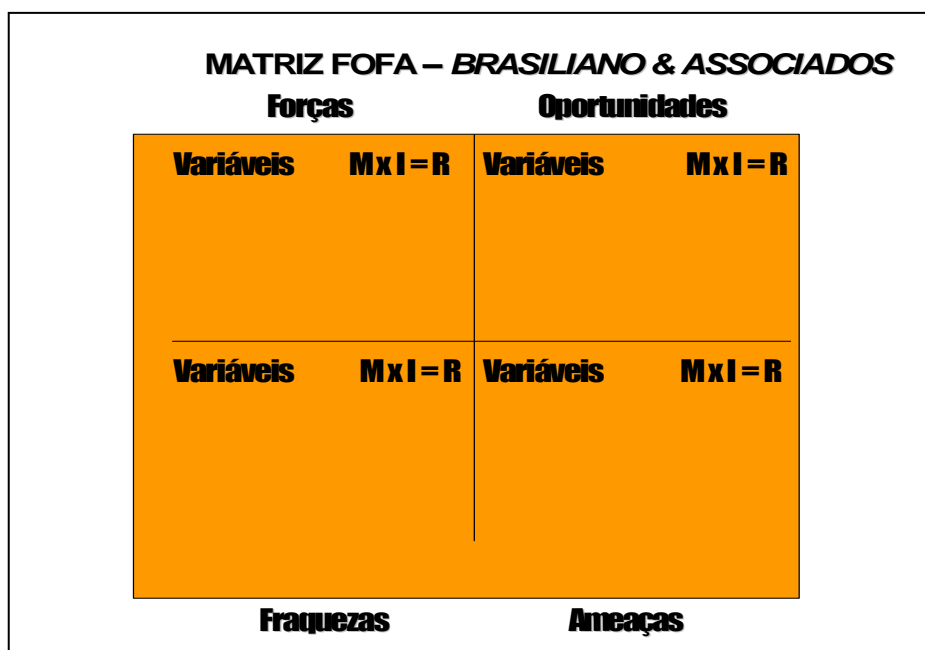 MATRIZ FOFA – BRASILIANO & ASSOCIADOS
Forças Oportunidades
Variáveis M x I = R Variáveis M x I = R
Variáveis M x I = R Variáveis M x I = R
Fraquezas Ameaças